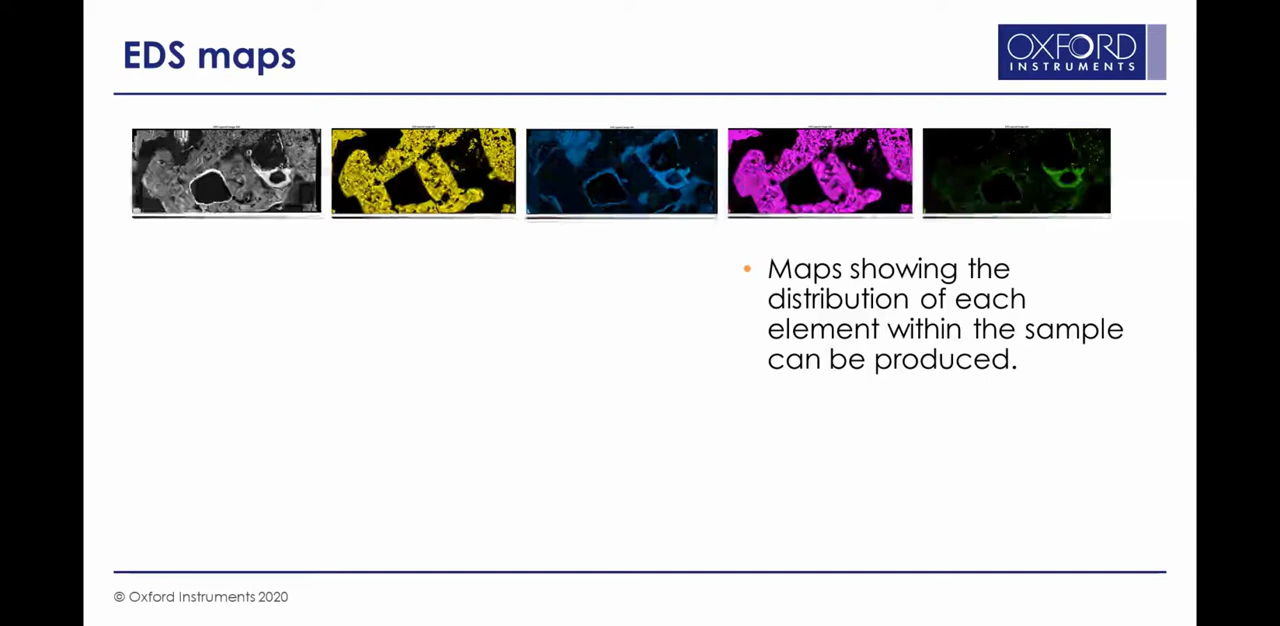 EDS maps
OXFORD
INSTRUMENTS
• Maps showing the
distribution of each
element within the sample
can be produced.
© Oxford Instruments 2020